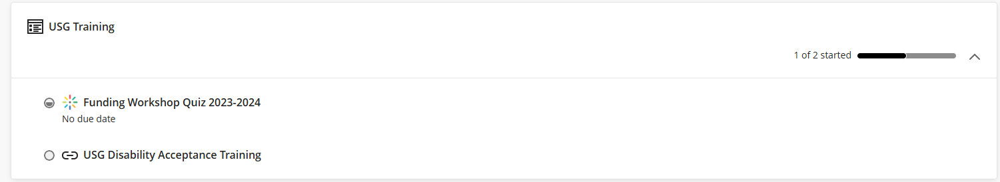 USG Training
1 of 2 started
Funding Workshop Quiz 2023-2024
No due date
USG Disability Acceptance Training